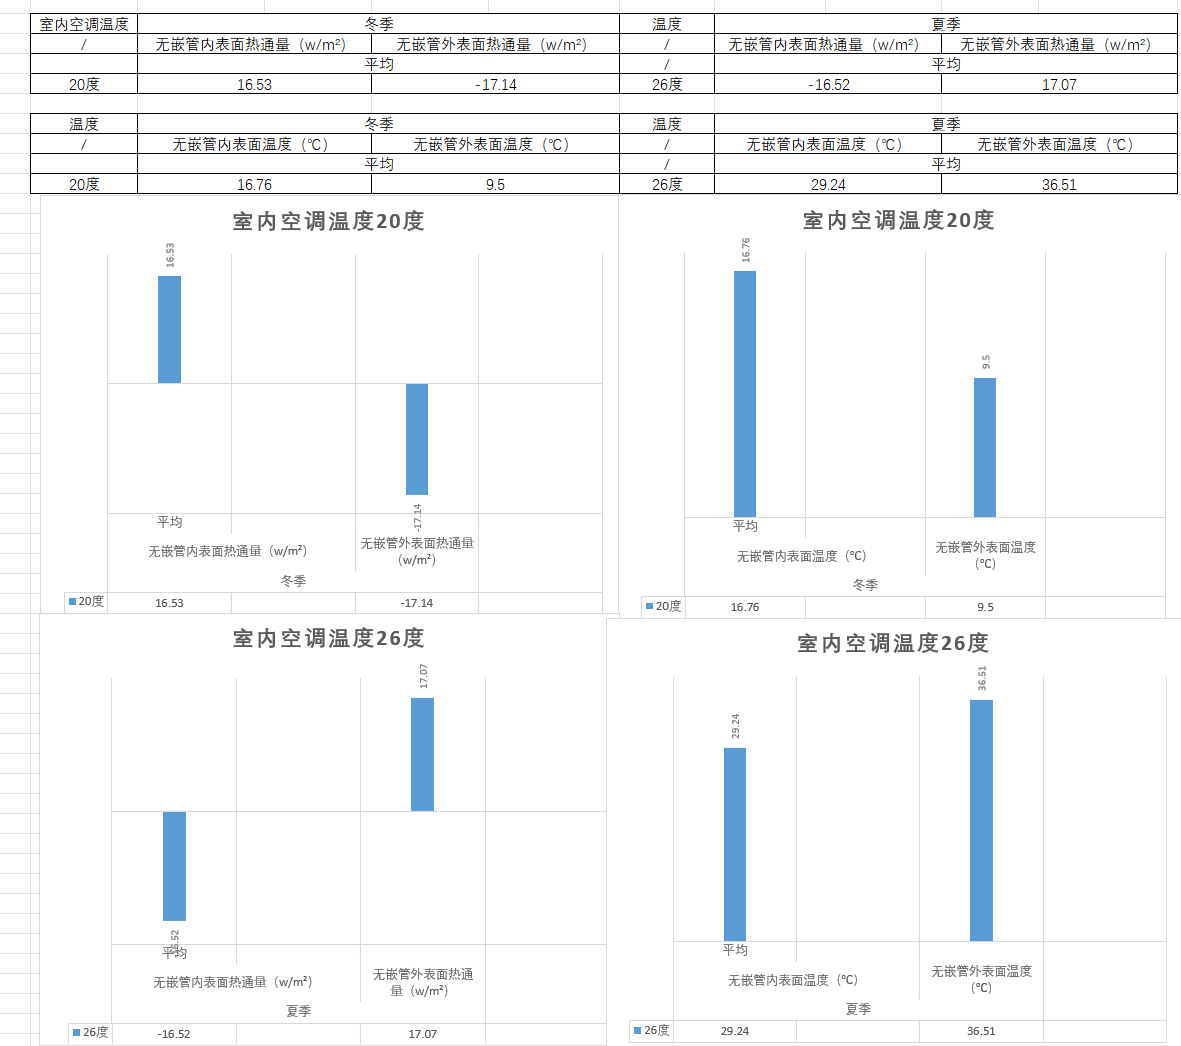 室内空调温度 冬季 温度 夏季
/ 无嵌管内表面热通量（w/m²） 无嵌管外表面热通量（w/m²） / 无嵌管内表面热通量（w/m²） 无嵌管外表面热通量（w/m²）
平均 / 平均
20度 16.53 -17.14 26度 -16.52 17.07
温度 冬季 温度 夏季
/ 无嵌管内表面温度（℃） 无嵌管外表面温度（℃） / 无嵌管内表面温度（℃） 无嵌管外表面温度（℃）
平均 / 平均
20度 16.76 9.5 26度 29.24 36.51
室内空调温度20度
16.53
-17.14
平均
无嵌管内表面热通量（w/m²）
无嵌管外表面热通量
（w/m²）
冬季
20度 16.53 -17.14
室内空调温度20度
16.76
9.5
平均
无嵌管内表面温度（℃）
无嵌管外表面温度
（℃）
冬季
20度 16.76 9.5
室内空调温度26度
17.07
-16.52
平均
无嵌管内表面热通量（w/m²）
无嵌管外表面热通
量（w/m²）
夏季
26度 -16.52 17.07
室内空调温度26度
29.24
36.51
平均
无嵌管内表面温度（℃）
无嵌管外表面温度
（℃）
夏季
26度 29.24 36.51